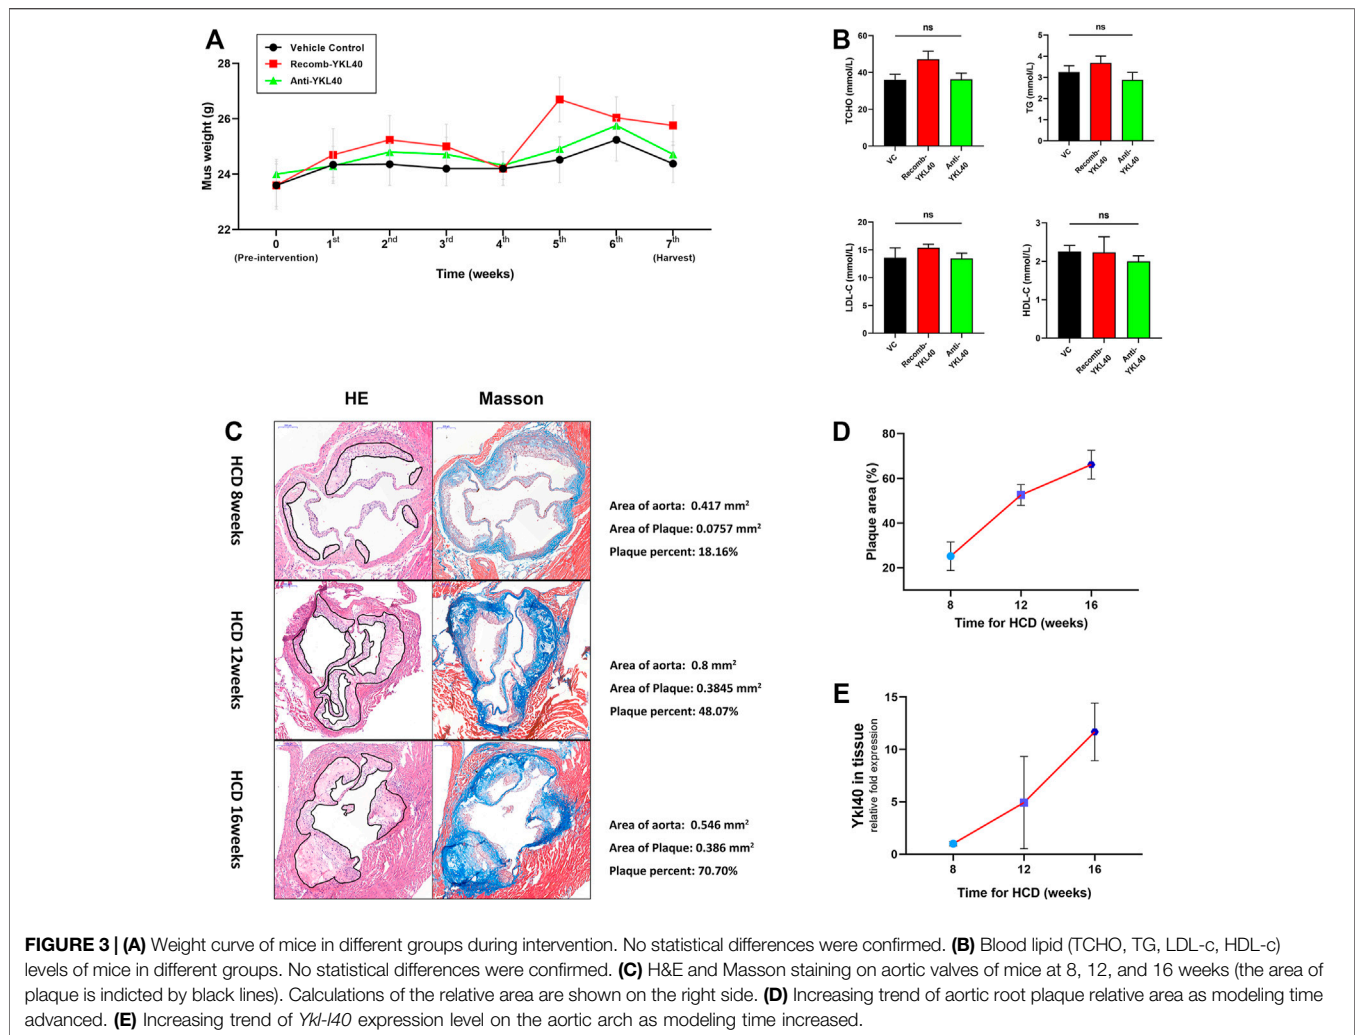 A
Vehicle Control
Recomb-YKL40
Anti-YKL40
Mus weight (g)
28
26
24
22
0
1st
2nd
3rd
4th
5th
6th
7th
(Pre-intervention)
(Harvest)
Time (weeks)
B
ns
TCHO (mmol/L)
60
40
20
0
VC
Recomb-
YKL40
Anti-
YKL40
ns
TG (mmol/L)
5
4
3
2
1
0
VC
Recomb-
YKL40
Anti-
YKL40
ns
LDL-C (mmol/L)
20
15
10
5
0
VC
Recomb-
YKL40
Anti-
YKL40
ns
HDL-C (mmol/L)
3
2
1
0
VC
Recomb-
YKL40
Anti-
YKL40
C
HE
Masson
HCD 8weeks
Area of aorta: 0.417 mm²
Area of Plaque: 0.0757 mm²
Plaque percent: 18.16%
HCD 12weeks
Area of aorta: 0.8 mm²
Area of Plaque: 0.3845 mm²
Plaque percent: 48.07%
HCD 16weeks
Area of aorta: 0.546 mm²
Area of Plaque: 0.386 mm²
Plaque percent: 70.70%
D
Plaque area (%)
80
60
40
20
8
12
16
Time for HCD (weeks)
E
Ykl40 in tissue
relative fold expression
15
10
5
0
8
12
16
Time for HCD (weeks)
FIGURE 3 | (A) Weight curve of mice in different groups during intervention. No statistical differences were confirmed. (B) Blood lipid (TCHO, TG, LDL-c, HDL-c)
levels of mice in different groups. No statistical differences were confirmed. (C) H&E and Masson staining on aortic valves of mice at 8, 12, and 16 weeks (the area of
plaque is indicted by black lines). Calculations of the relative area are shown on the right side. (D) Increasing trend of aortic root plaque relative area as modeling time
advanced. (E) Increasing trend of Ykl-l40 expression level on the aortic arch as modeling time increased.